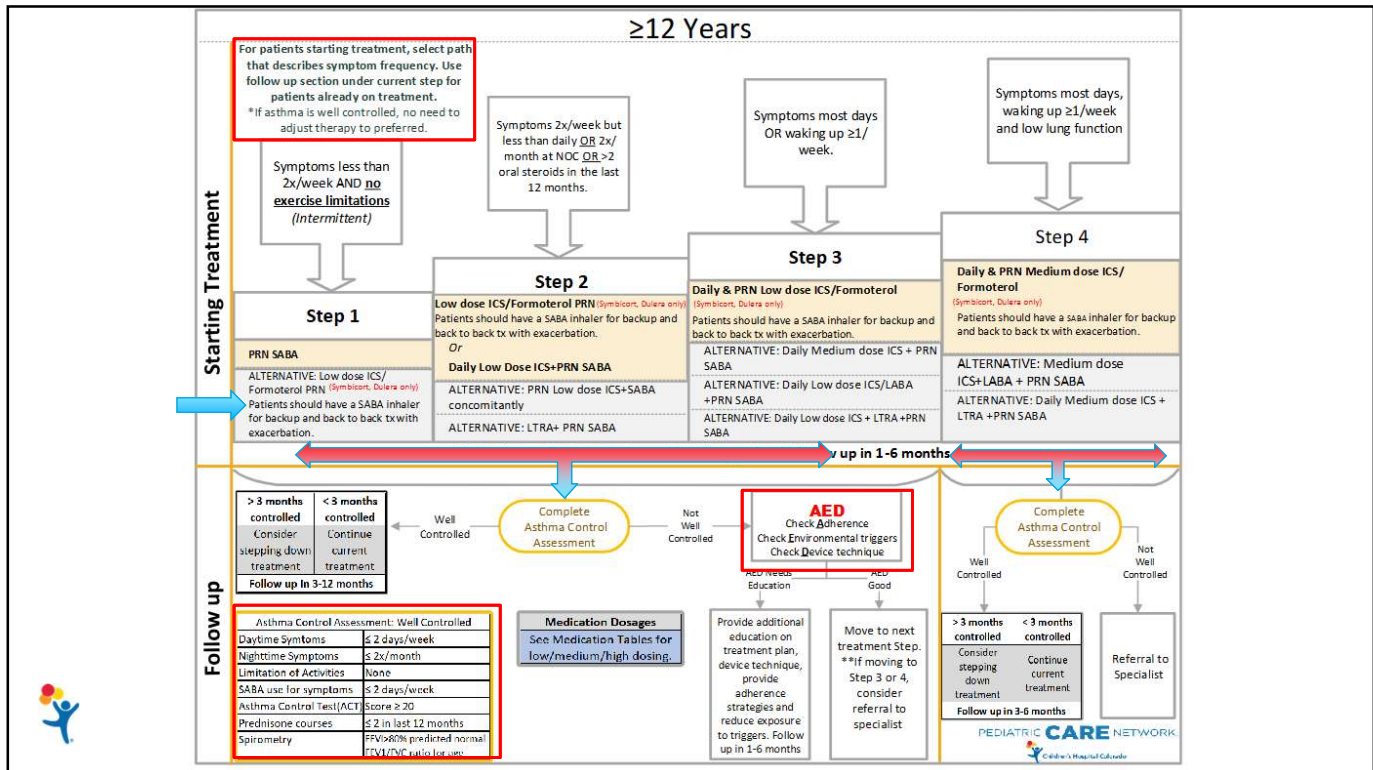 ≥12 Years
For patients starting treatment, select path
that describes symptom frequency. Use
follow up section under current step for
patients already on treatment.
*If asthma is well controlled, no need to
adjust therapy to preferred.
Symptoms less than
2x/week AND no
exercise limitations
(Intermittent)
Symptoms 2x/week but
less than daily OR 2x/
month at NOC OR >2
oral steroids in the last
12 months.
Symptoms most days
OR waking up ≥1/
week.
Symptoms most days,
waking up ≥1/week
and low lung function
Starting Treatment
Step 1
PRN SABA
ALTERNATIVE: Low dose ICS/
Formoterol PRN (Symbicort, Dulera only)
Patients should have a SABA inhaler
for backup and back to back tx with
exacerbation.
Step 2
Low dose ICS/Formoterol PRN (Symbicort, Dulera only)
Patients should have a SABA inhaler for backup and
back to back tx with exacerbation.
Or
Daily Low Dose ICS+PRN SABA
ALTERNATIVE: PRN Low dose ICS+SABA
concomitantly
ALTERNATIVE: LTRA+ PRN SABA
Step 3
Daily & PRN Low dose ICS/Formoterol
(Symbicort, Dulera only)
Patients should have a SABA inhaler for backup and
back to back tx with exacerbation.
ALTERNATIVE: Daily Medium dose ICS + PRN
SABA
ALTERNATIVE: Daily Low dose ICS/LABA
+PRN SABA
ALTERNATIVE: Daily Low dose ICS + LTRA +PRN
SABA
Step 4
Daily & PRN Medium dose ICS/
Formoterol
(Symbicort, Dulera only)
Patients should have a SABA inhaler for backup
and back to back tx with exacerbation.
ALTERNATIVE: Medium dose
ICS+LABA + PRN SABA
ALTERNATIVE: Daily Medium dose ICS +
LTRA +PRN SABA
up in 1-6 months
Follow up
> 3 months controlled
< 3 months controlled
Consider stepping down treatment
Continue current treatment
Follow up In 3-12 months
Well
Controlled
Complete
Asthma Control
Assessment
Not
Well
Controlled
AED
Check Adherence
Check Environmental triggers
Check Device technique
AED Needs
Education
AED
Good
Provide additional
education on
treatment plan,
device technique,
provide
adherence
strategies and
reduce exposure
to triggers. Follow
up in 1-6 months
Move to next
treatment Step.
**If moving to
Step 3 or 4,
consider
referral to
specialist
Asthma Control Assessment: Well Controlled
Daytime Symtoms ≤ 2 days/week
Nighttime Symptoms ≤ 2x/month
Limitation of Activities None
SABA use for symptoms ≤ 2 days/week
Asthma Control Test(ACT) Score ≥ 20
Prednisone courses ≤ 2 in last 12 months
Spirometry FEVI>80% predicted normal
FEV1/FVC ratio for age
Medication Dosages
See Medication Tables for
low/medium/high dosing.
Complete
Asthma Control
Assessment
Well
Controlled
Not
Well
Controlled
> 3 months controlled
< 3 months controlled
Consider stepping down treatment
Continue current treatment
Follow up in 3-6 months
Referral to
Specialist
PEDIATRIC CARE NETWORK
Children's Hospital Colorado